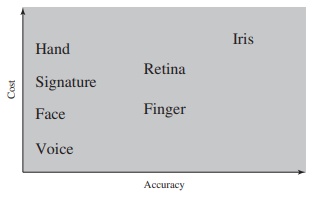 Iris
Hand
Retina
Signature
Cost
Face
Finger
Voice
Accuracy